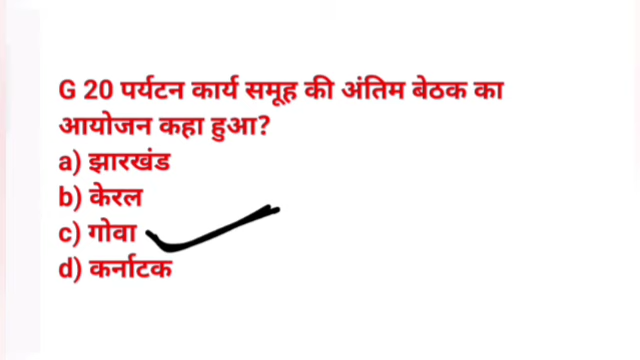 G 20 पर्यटन कार्य समूह की अंतिम बेठक का
आयोजन कहा हुआ?
a) झारखंड
b) केरल
c) गोवा
d) कर्नाटक